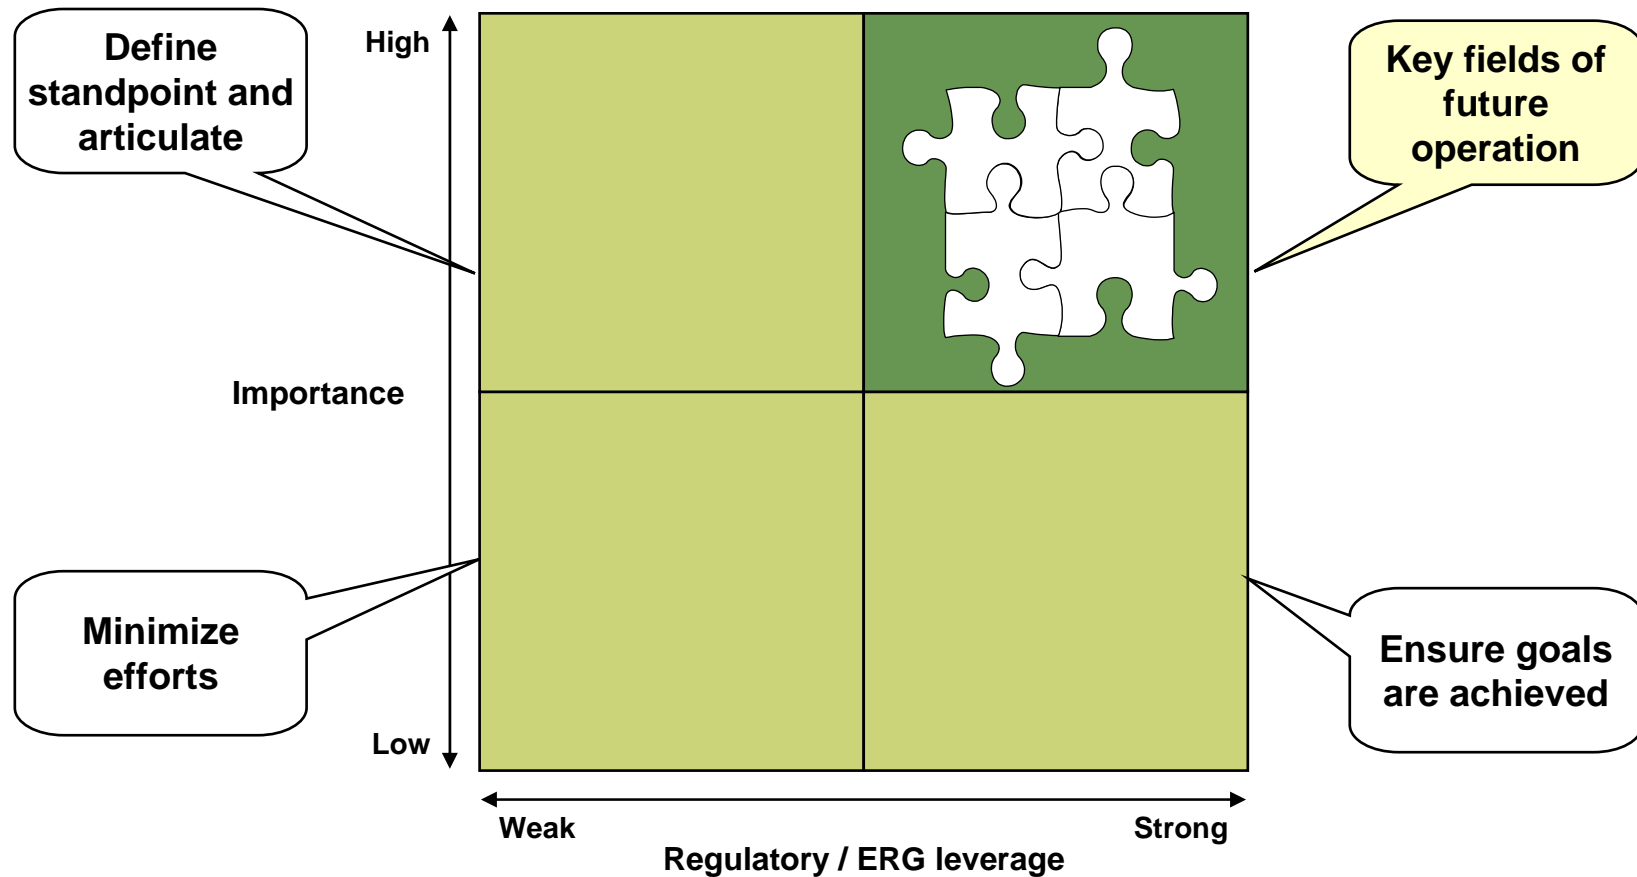 Define
standpoint and
articulate
High
Key fields of
future
operation
Importance
Minimize
efforts
Ensure goals
are achieved
Low
Weak
Strong
Regulatory / ERG leverage